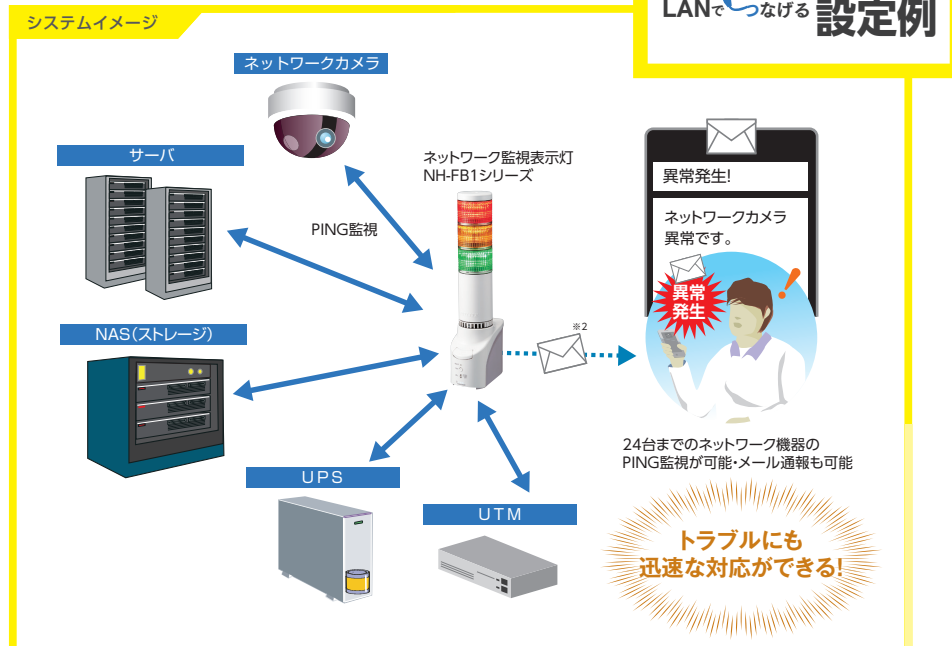 システムイメージ
LANでつなげる 設定例
ネットワークカメラ
サーバ
ネットワーク監視表示灯
NH-FB1シリーズ
PING監視
異常発生!
ネットワークカメラ
異常です。
異常
発生
※2
NAS(ストレージ)
24台までのネットワーク機器の
PING監視が可能・メール通報も可能
UPS
UTM
トラブルにも
迅速な対応ができる!